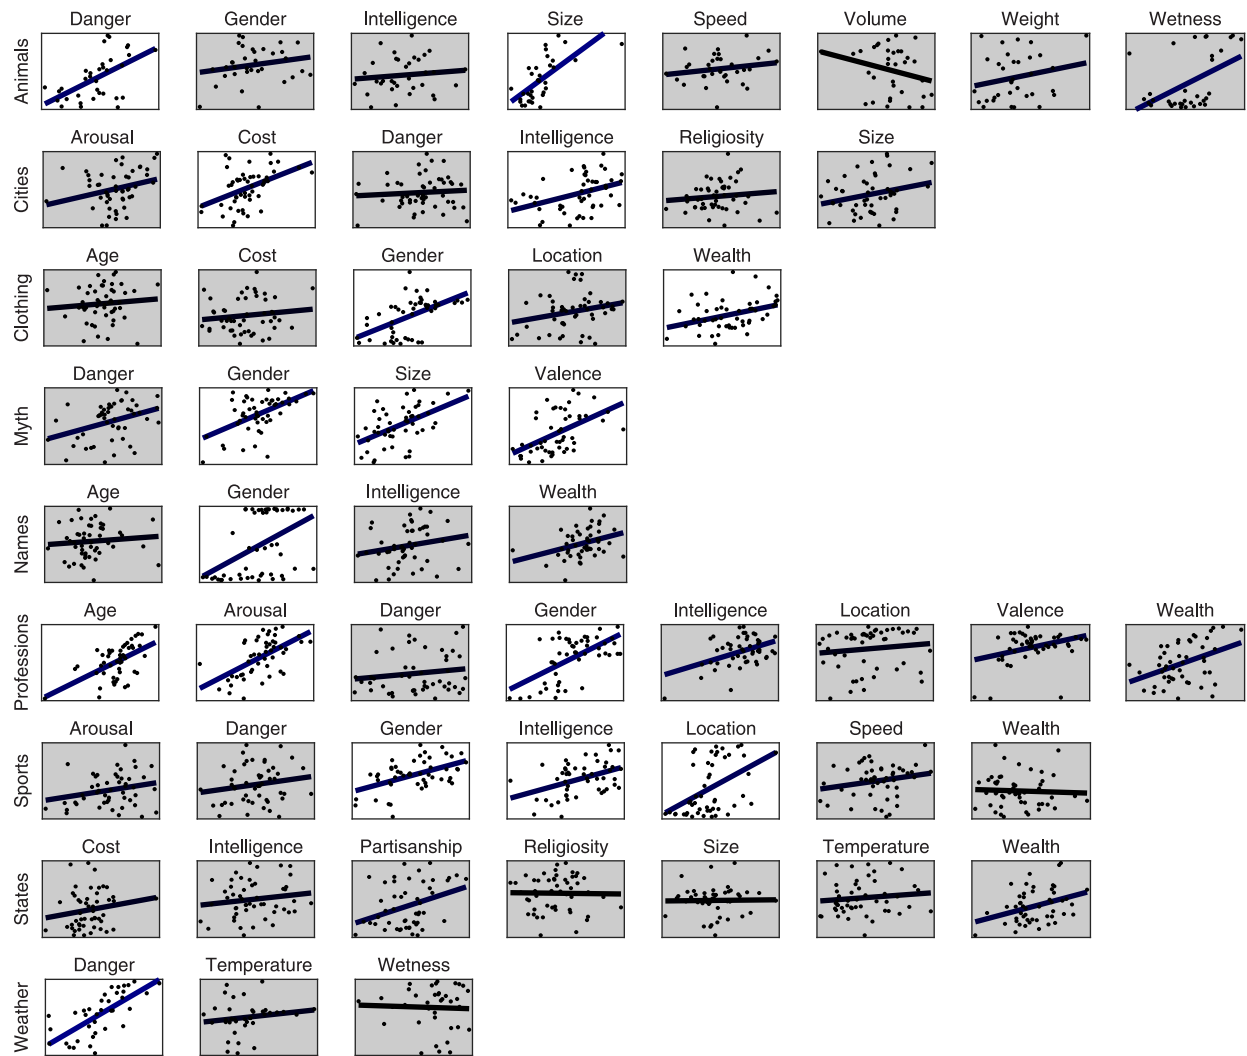 Danger Gender Intelligence Size Speed Volume Weight Wetness
Animals
Arousal Cost Danger Intelligence Religiosity Size
Cities
Age Cost Gender Location Wealth
Clothing
Danger Gender Size Valence
Myth
Age Gender Intelligence Wealth
Names
Age Arousal Danger Gender Intelligence Location Valence Wealth
Professions
Arousal Danger Gender Intelligence Location Speed Wealth
Sports
Cost Intelligence Partisanship Religiosity Size Temperature Wealth
States
Danger Temperature Wetness
Weather